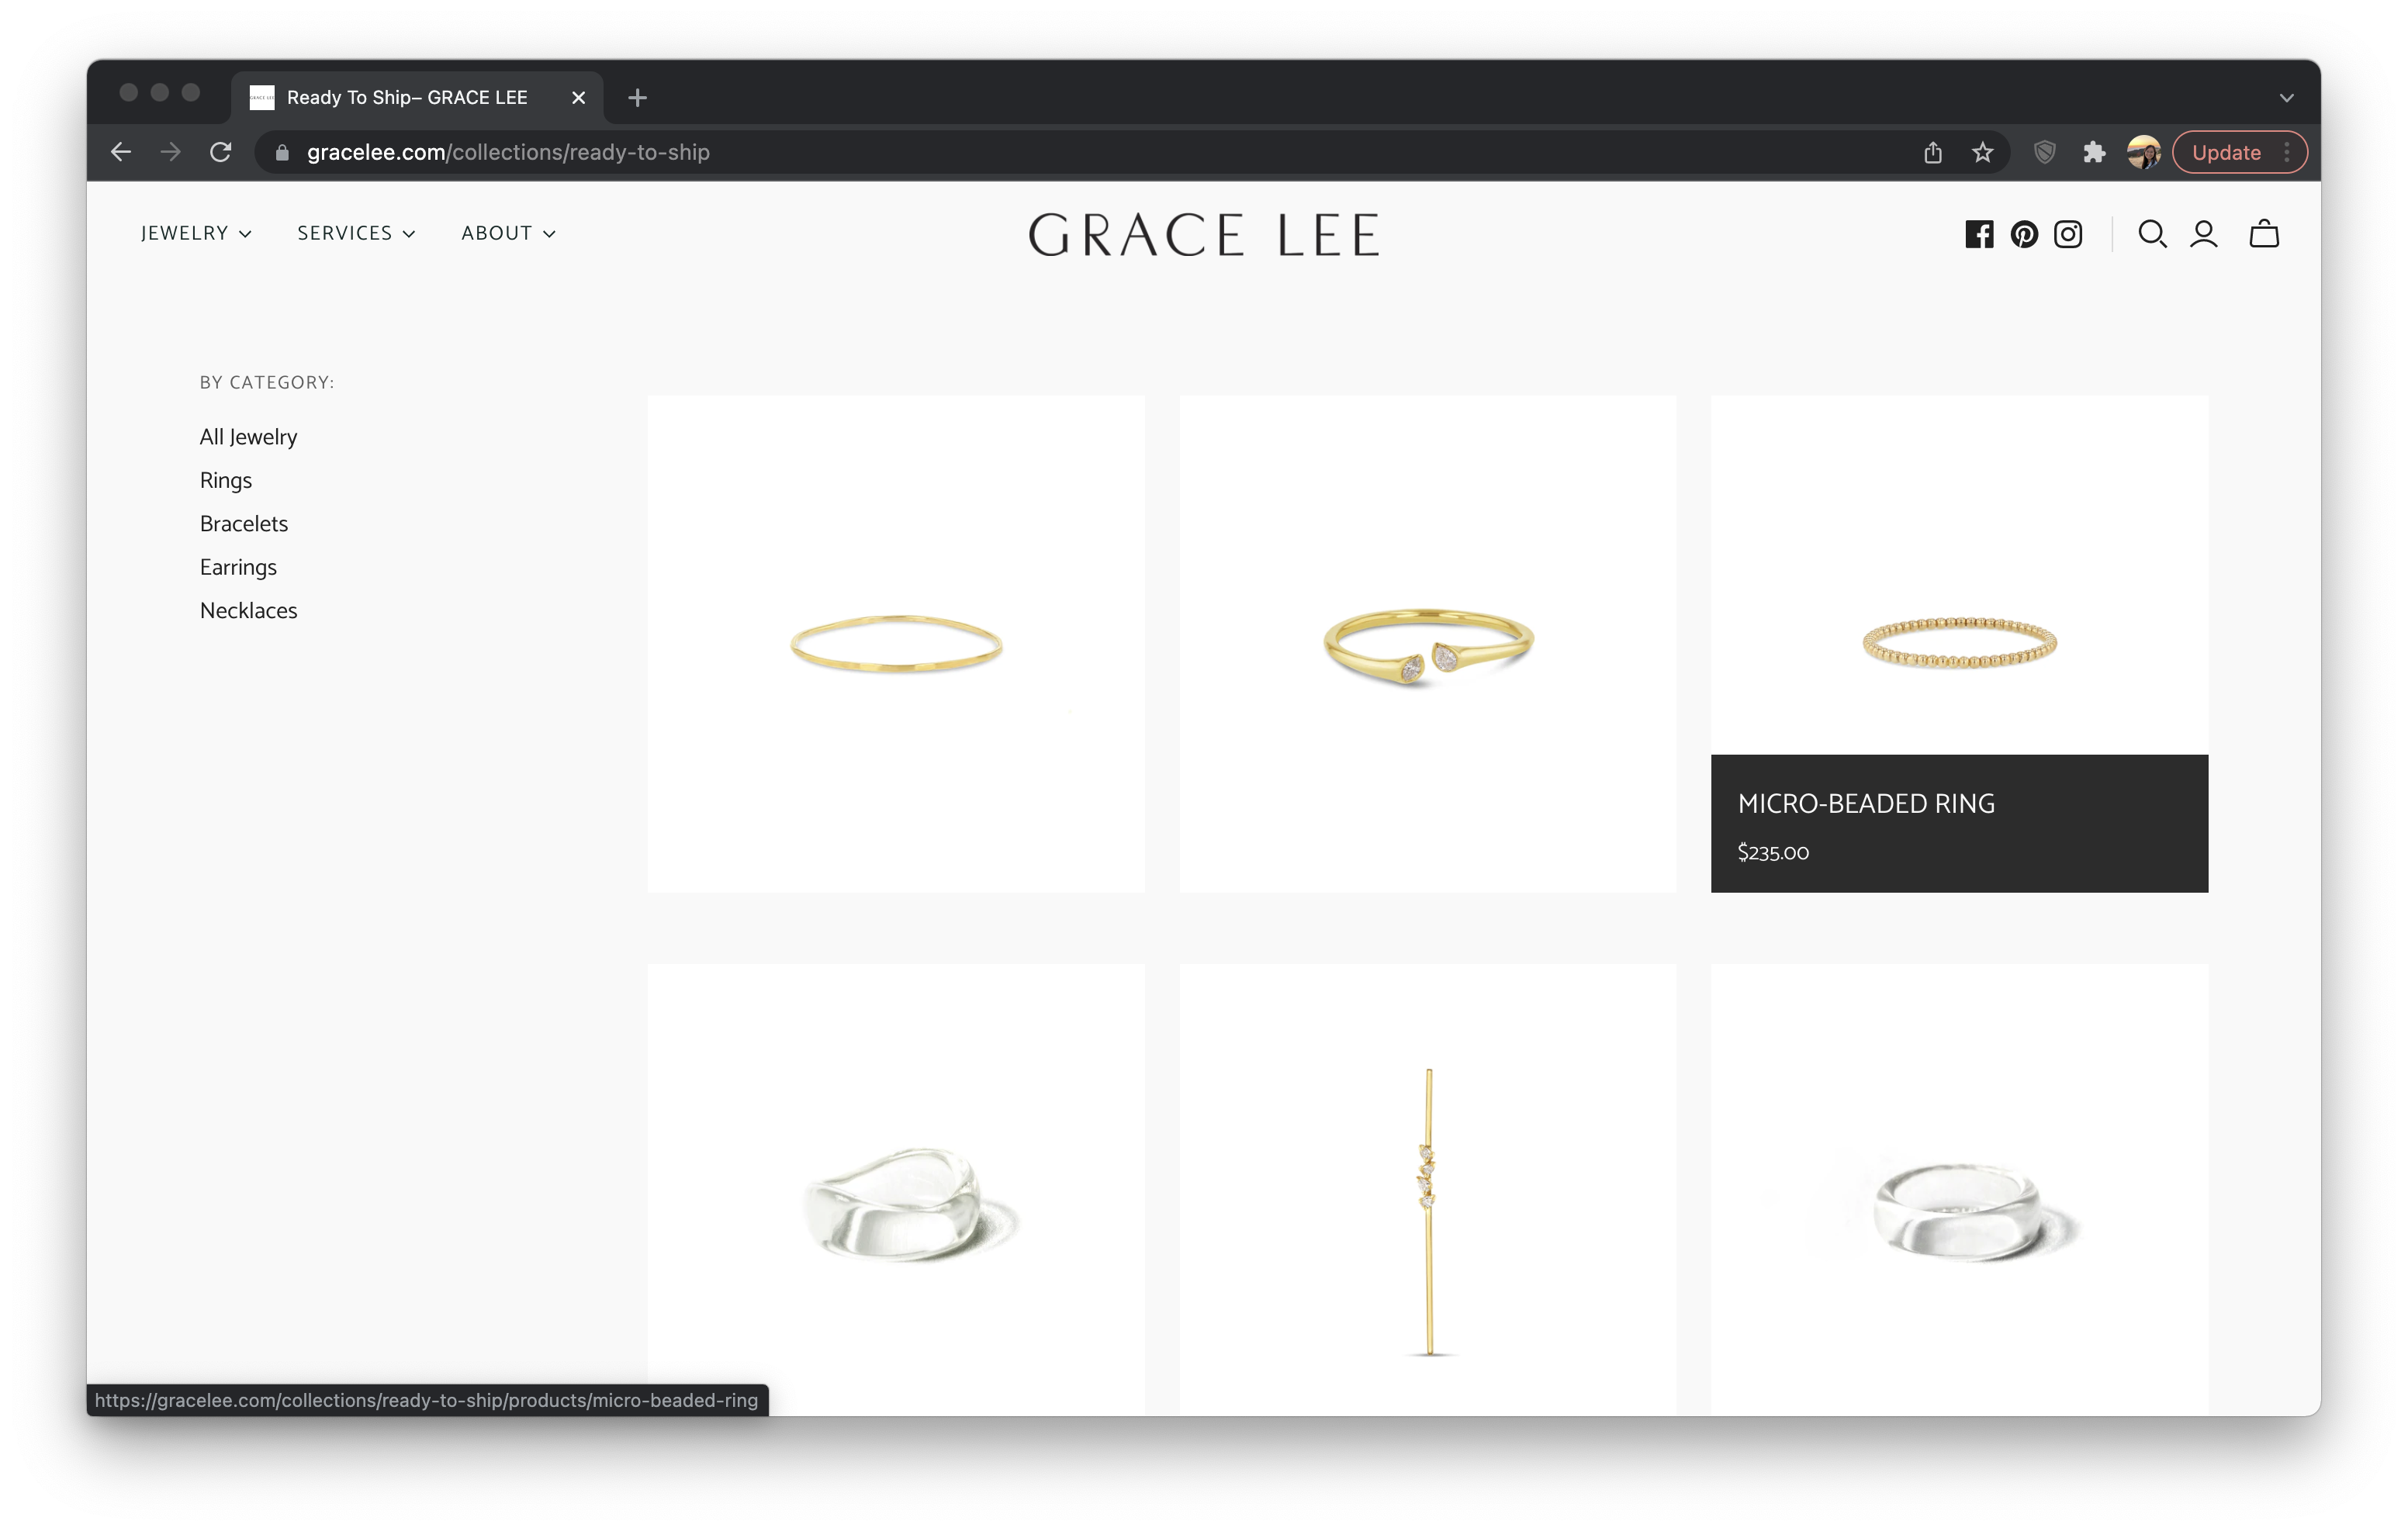 Ready To Ship– GRACE LEE
gracelee.com/collections/ready-to-ship
Update
JEWELRY
SERVICES
ABOUT
GRACE LEE
BY CATEGORY:
All Jewelry
Rings
Bracelets
Earrings
Necklaces
MICRO-BEADED RING
$235.00
https://gracelee.com/collections/ready-to-ship/products/micro-beaded-ring